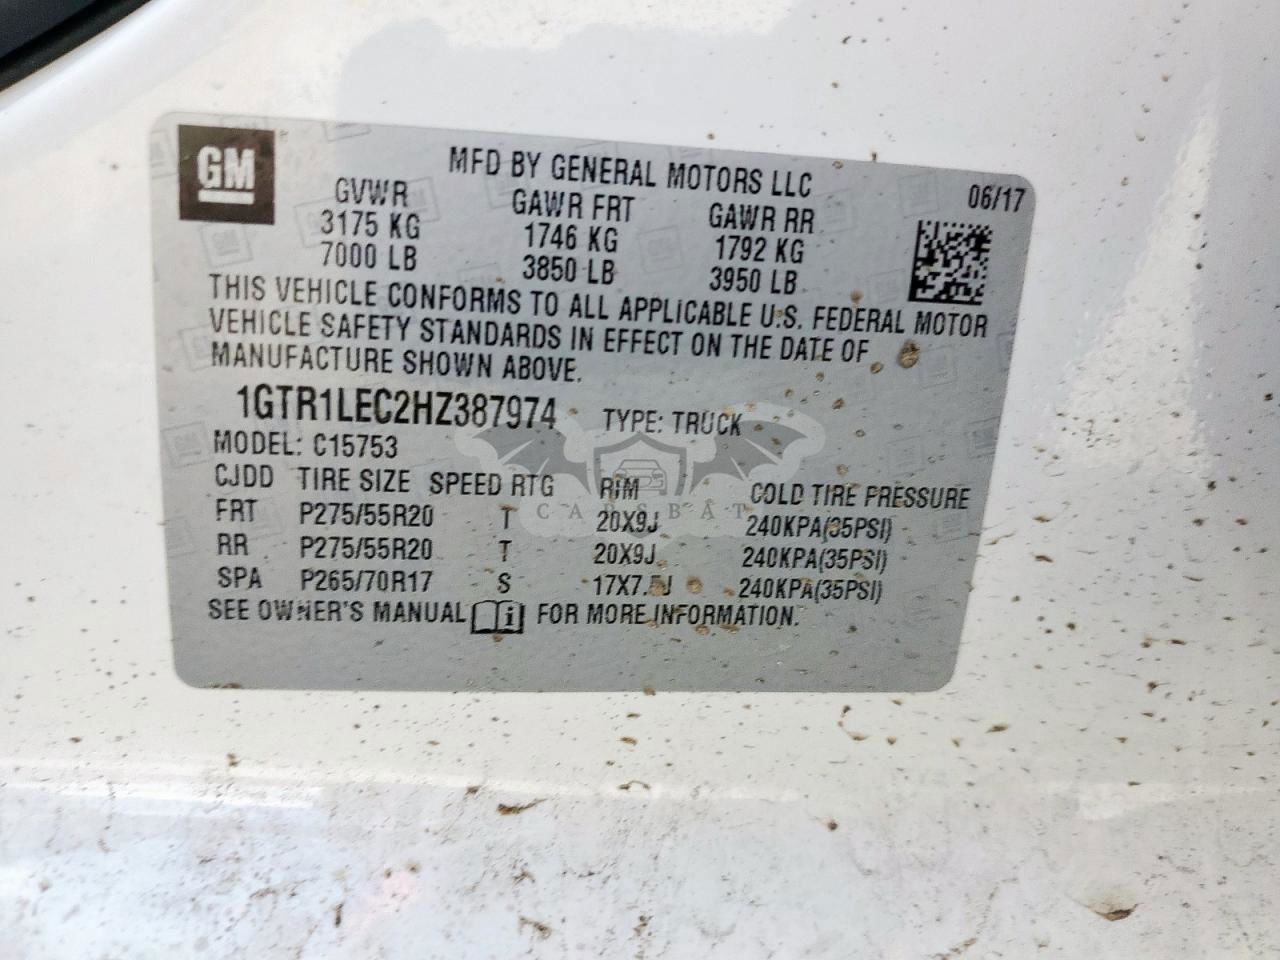 GM
MFD BY GENERAL MOTORS LLC
06/17
GVWR GAWR FRT GAWR RR
3175 KG 1746 KG 1792 KG
7000 LB 3850 LB 3950 LB
THIS VEHICLE CONFORMS TO ALL APPLICABLE U.S. FEDERAL MOTOR
VEHICLE SAFETY STANDARDS IN EFFECT ON THE DATE OF
MANUFACTURE SHOWN ABOVE.
1GTR1LEC2HZ387974 TYPE: TRUCK
MODEL: C15753
CJDD TIRE SIZE SPEED RTG RIM COLD TIRE PRESSURE
FRT P275/55R20 T 20X9J 240KPA(35PSI)
RR P275/55R20 T 20X9J 240KPA(35PSI)
SPA P265/70R17 S 240KPA(35PSI)
SEE OWNER'S MANUAL i FOR MORE INFORMATION.
CARSBAT